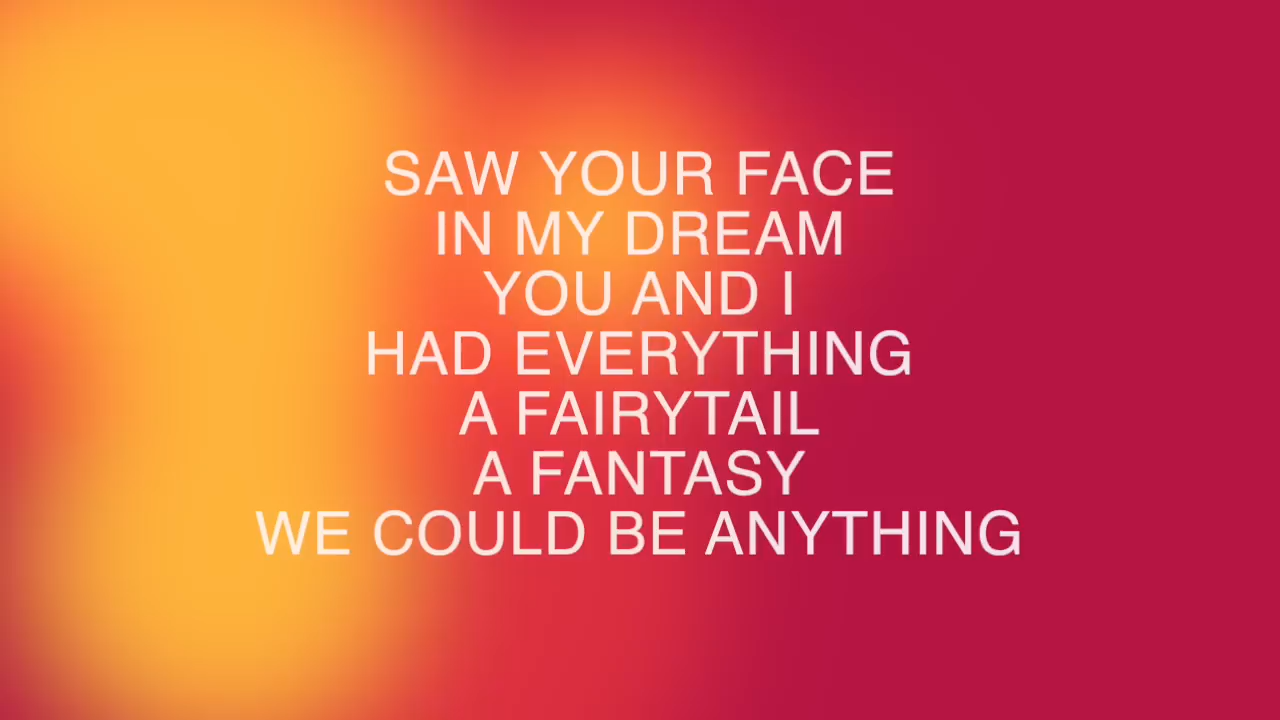 SAW YOUR FACE
IN MY DREAM
YOU AND I
HAD EVERYTHING
A FAIRYTAIL
A FANTASY
WE COULD BE ANYTHING